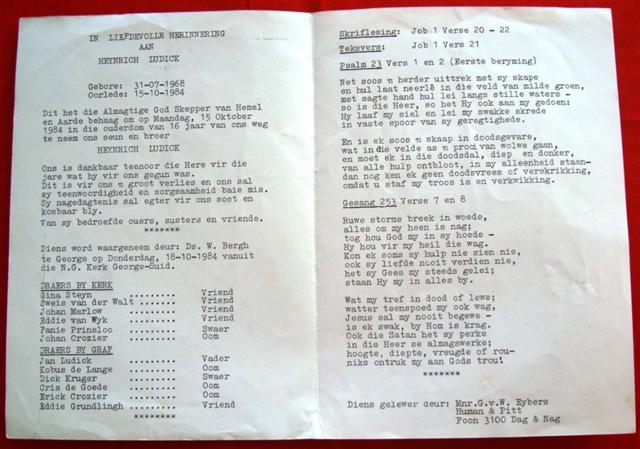 IN LIEFDEVOLLE HERINNERING
AAN
HEYNRICH LUDICK
Gebore: 31-07-1968
Oorlede: 15-10-1984
Dit het die Almagtige God Skepper van Hemel
en Aarde behaag om op Maandag, 15 Oktober
1984 in die ouderdom van 16 jaar van ons weg
te neem ons seun en broer
HEYNRICH LUDICK
Ons is dankbaar teenoor die Here vir die
jare wat hy vir ons gegun was.
Dit is vir ons 'n groot verlies en ons sal
sy teenwoordigheid en sorgsaamheid baie mis.
Sy nagedagtenis sal egter vir ons soet en
kosbaar bly.
Van my bedroefde ouers, susters en vriende.
*******
Diens word waargeneem deur: Ds. W. Bergh
te George op Donderdag, 18-10-1984 vanuit
die N.G. Kerk George-Suid.
DRAERS BY KERK
Gina Steyn ......... Vriend
Sweis van der Walt ......... Vriend
Johan Marlow ......... Vriend
Eddie van Wyk ......... Vriend
Fanie Prinsloo ......... Swaer
Johan Crozier ......... Oom
DRAERS BY GRAF
Jan Ludick ......... Vader
Kobus de Lange ......... Oom
Dick Kruger ......... Swaer
Cris de Goede ......... Oom
Erick Crozier ......... Oom
Eddie Grundlingh ......... Vriend
********
Skriflesing: Job 1 Verse 20 - 22
Teksvers: Job 1 Vers 21
Psalm 23 Vers 1 en 2 (Eerste beryming)
Net soos 'n herder uittrek met sy skape
en hul laat neerlê in die veld van milde groen,
met sagte hand hul lei langs stille waters -
so is die Heer, so het Hy ook aan my gedoen:
Hy laaf my siel en lei my swakke skrede
in vaste spoor van sy geregtighede.
En is ek soos 'n skaap in doodsgevare,
wat in die velde as 'n prooi van wolwe gaan,
en moet ek in die doodsdal, diep en donker,
van alle hulp ontbloot, in my alleenheid staan-
dan nog ken ek geen doodsvrees of verskrikking,
omdat u staf my troos is en verkwikking.
Gesang 253 Verse 7 en 8
Ruwe storme breek in woede,
alles om my heen is nag;
tog hou God my in sy hoede -
Hy hou vir my heil die wag.
Kon ek soms sy hulp nie sien nie,
ook sy liefde nooit verdien nie,
het sy Gees my steeds gelei;
staan Hy my in alles by.
Wat my tref in dood of lewe;
watter teenspoed my ook wag,
Jesus sal my nooit begewe -
is ek swak, by Hom is krag.
Ook die Satan het sy perke
in die Heer se almagswerke;
hoogte, diepte, vreugde of rou-
niks ontruk my aan Gods trou!
*******
Diens gelewer deur: Mnr.G.v.W. Eybers
Human & Pitt
Foon 3100 Dag & Nag